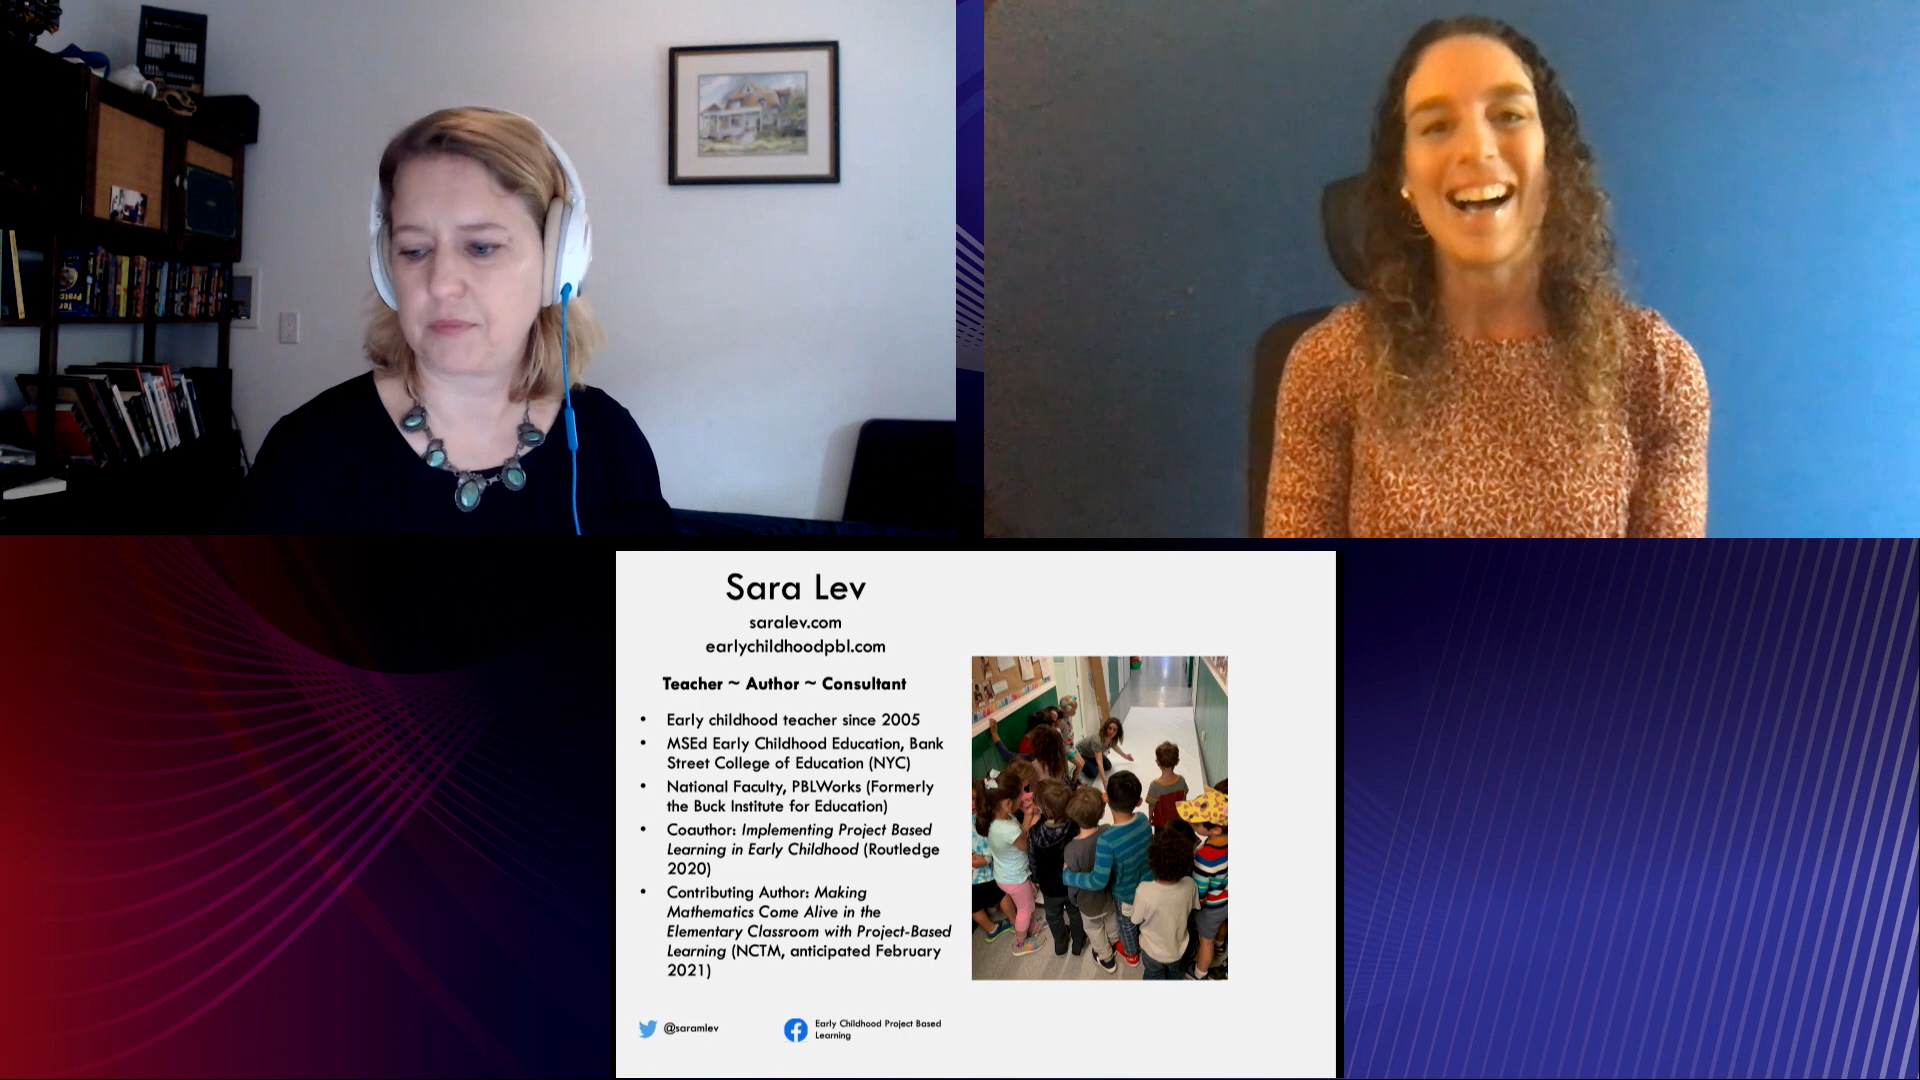 Sara Lev
saralev.com
earlychildhoodpbl.com
Teacher ~ Author ~ Consultant
• Early childhood teacher since 2005
• MSEd Early Childhood Education, Bank
Street College of Education (NYC)
• National Faculty, PBLWorks (Formerly
the Buck Institute for Education)
• Coauthor: Implementing Project Based
Learning in Early Childhood (Routledge
2020)
• Contributing Author: Making
Mathematics Come Alive in the
Elementary Classroom with Project-Based
Learning (NCTM, anticipated February
2021)
@saramlev
Early Childhood Project Based
Learning